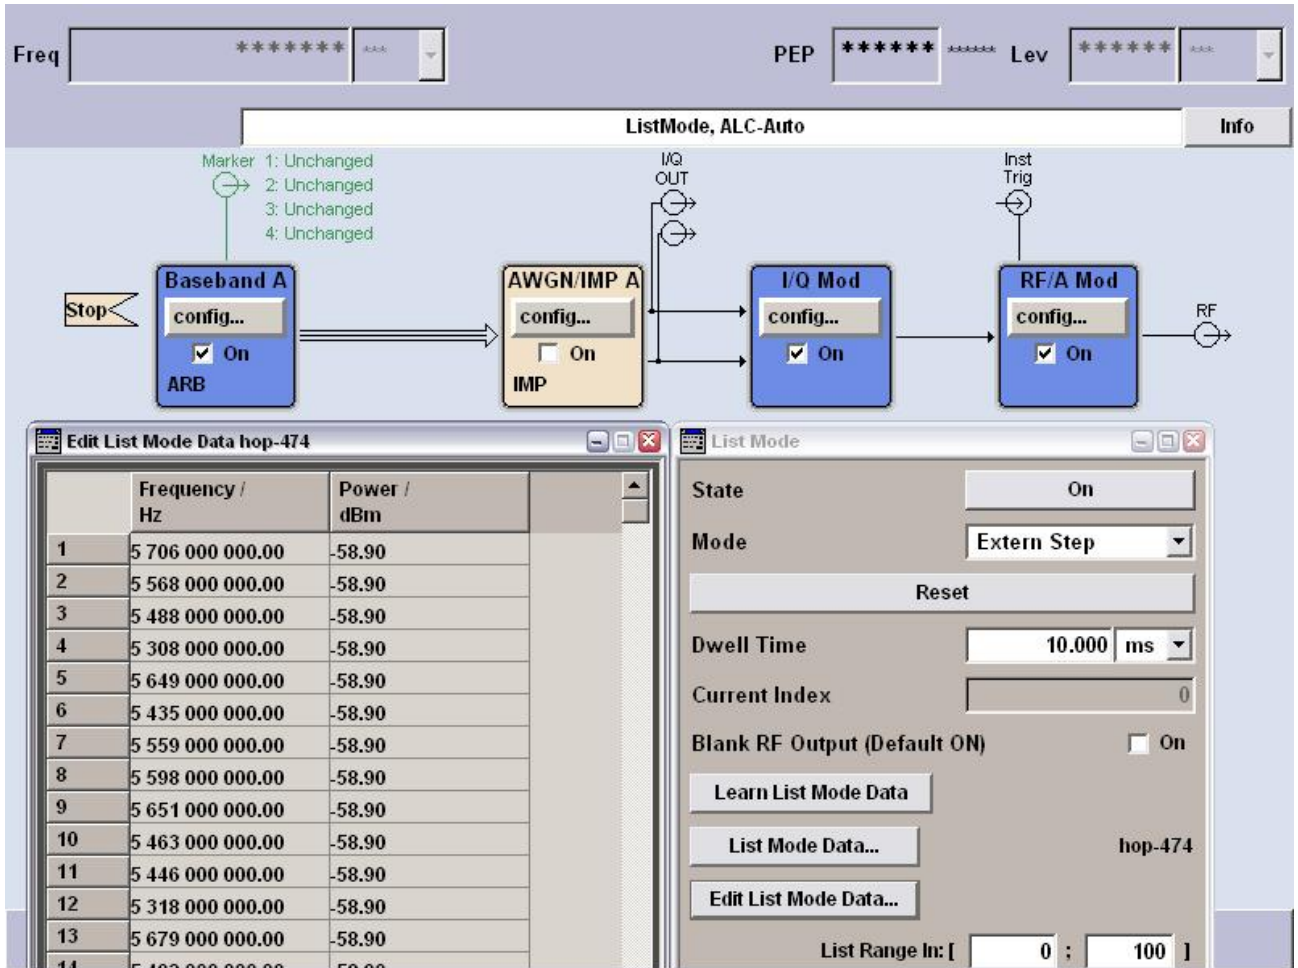 Freq ******* *** PEP ****** ****** Lev ****** ***
ListMode, ALC-Auto Info
Marker 1: Unchanged
2: Unchanged
3: Unchanged
4: Unchanged
I/Q
OUT
Inst
Trig
Stop
Baseband A
config...
On
ARB
AWGN/IMP A
config...
On
IMP
I/Q Mod
config...
On
RF/A Mod
config...
On
RF
Edit List Mode Data hop-474
Frequency / Power /
Hz dBm
1 5 706 000 000.00 -58.90
2 5 568 000 000.00 -58.90
3 5 488 000 000.00 -58.90
4 5 308 000 000.00 -58.90
5 5 649 000 000.00 -58.90
6 5 435 000 000.00 -58.90
7 5 559 000 000.00 -58.90
8 5 598 000 000.00 -58.90
9 5 651 000 000.00 -58.90
10 5 463 000 000.00 -58.90
11 5 446 000 000.00 -58.90
12 5 318 000 000.00 -58.90
13 5 679 000 000.00 -58.90
List Mode
State On
Mode Extern Step
Reset
Dwell Time 10.000 ms
Current Index 0
Blank RF Output (Default ON) On
Learn List Mode Data
List Mode Data... hop-474
Edit List Mode Data...
List Range In: [ 0 ; 100 ]